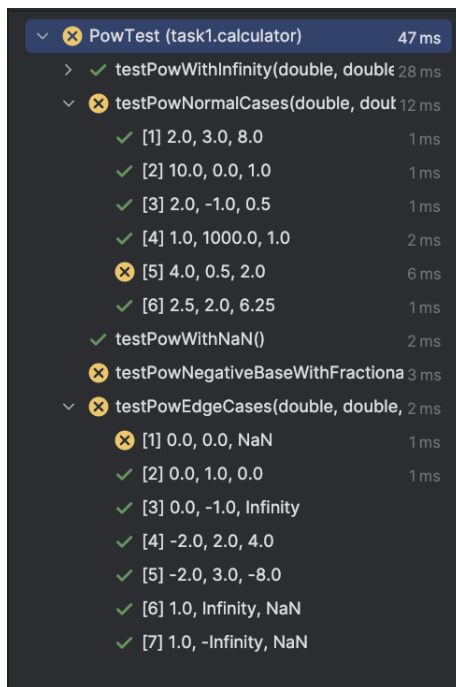 PowTest (task1.calculator) 47 ms
testPowWithInfinity(double, double 28 ms
testPowNormalCases(double, doub 12 ms
[1] 2.0, 3.0, 8.0 1 ms
[2] 10.0, 0.0, 1.0 1 ms
[3] 2.0, -1.0, 0.5 1 ms
[4] 1.0, 1000.0, 1.0 2 ms
[5] 4.0, 0.5, 2.0 6 ms
[6] 2.5, 2.0, 6.25 1 ms
testPowWithNaN() 2 ms
testPowNegativeBaseWithFractiona 3 ms
testPowEdgeCases(double, double, 2 ms
[1] 0.0, 0.0, NaN 1 ms
[2] 0.0, 1.0, 0.0 1 ms
[3] 0.0, -1.0, Infinity
[4] -2.0, 2.0, 4.0
[5] -2.0, 3.0, -8.0
[6] 1.0, Infinity, NaN
[7] 1.0, -Infinity, NaN